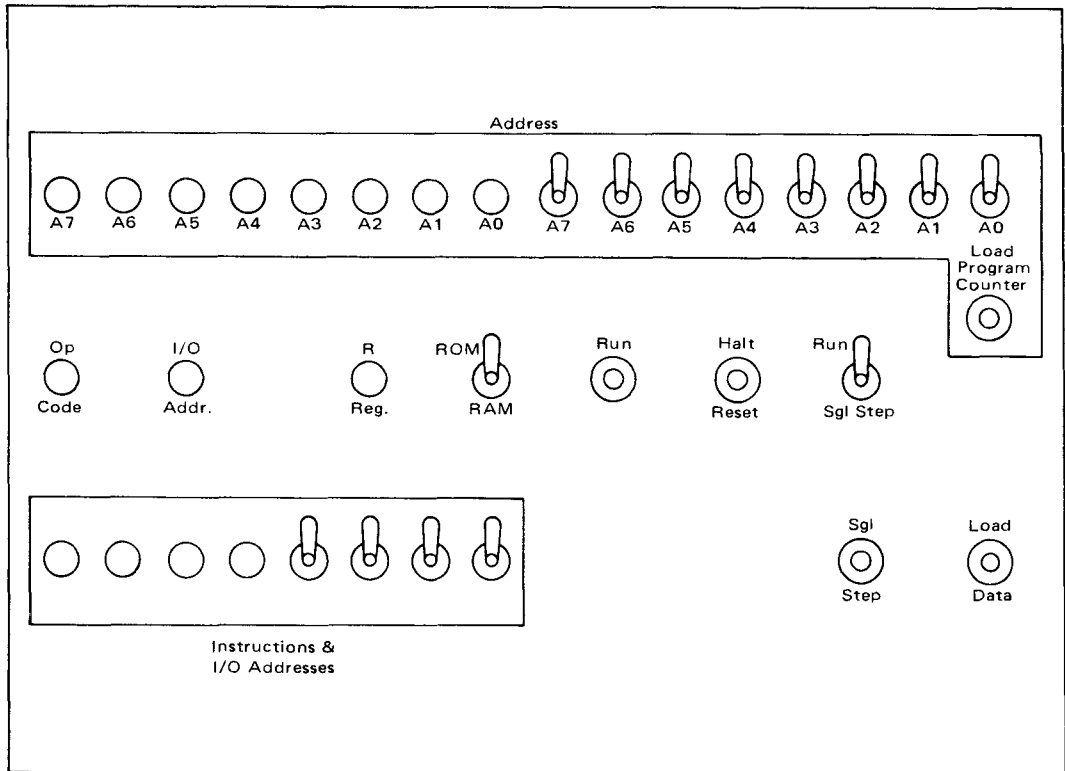 Address
A7 A6 A5 A4 A3 A2 A1 A0 A7 A6 A5 A4 A3 A2 A1 A0
Load
Program
Counter
Op
Code
I/O
Addr.
R
Reg.
ROM
RAM
Run
Halt
Reset
Run
Sgl Step
Sgl
Step
Load
Data
Instructions &
I/O Addresses